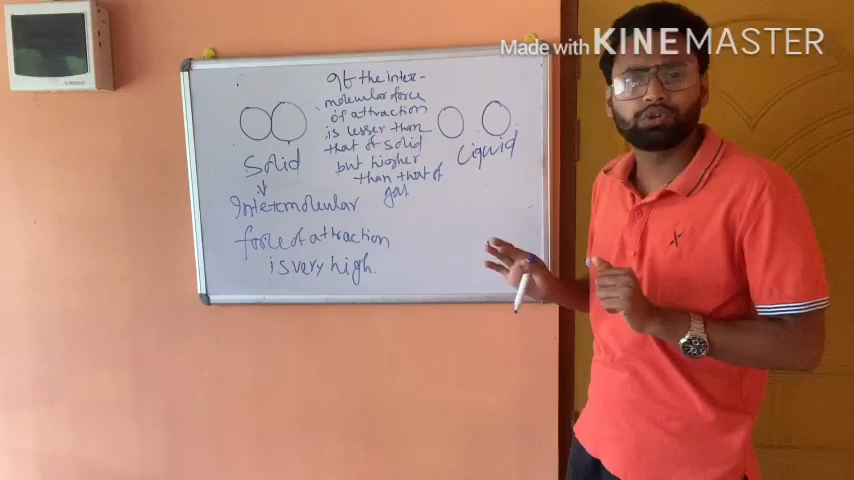 Made with KINEMASTER
If the inter-
molecular force
of attraction
is lesser than
that of solid
but higher
than that of
gas
Solid
Liquid
Intermolecular
force of attraction
is very high.